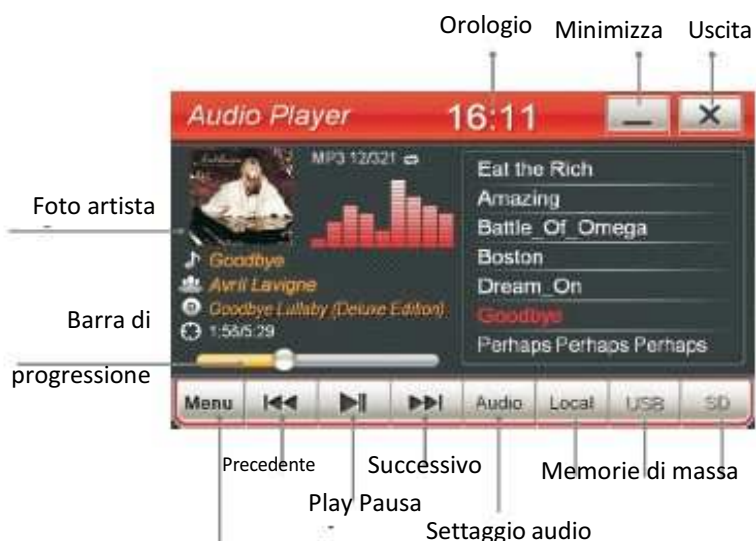 Orologio Minimizza Uscita
Audio Player 16:11
MP3 12/321
Eat the Rich
Amazing
Battle_Of_Omega
Boston
Dream_On
Goodbye
Perhaps Perhaps Perhaps
Foto artista
Goodbye
Avril Lavigne
Goodbye Lullaby (Deluxe Edition)
1:58/5:29
Barra di
progressione
Menu Audio Local USB SD
Precedente Successivo Memorie di massa
Play Pausa
Settaggio audio